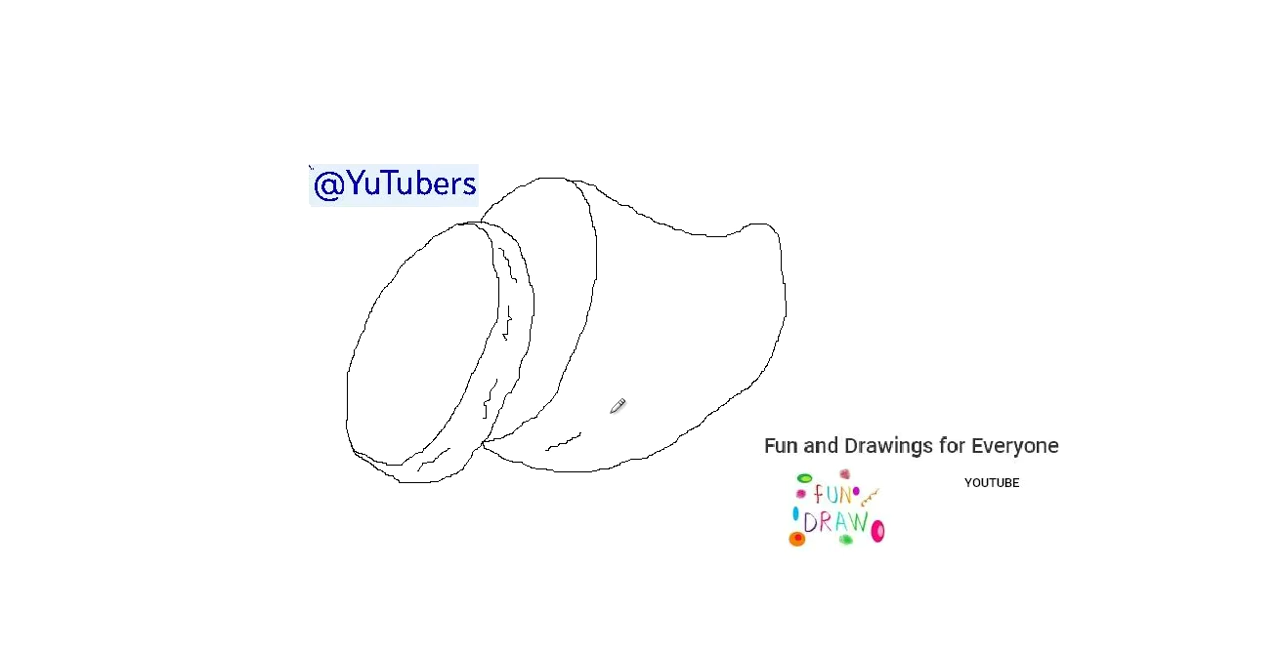 @YuTubers
Fun and Drawings for Everyone
YOUTUBE
FUN
DRAW